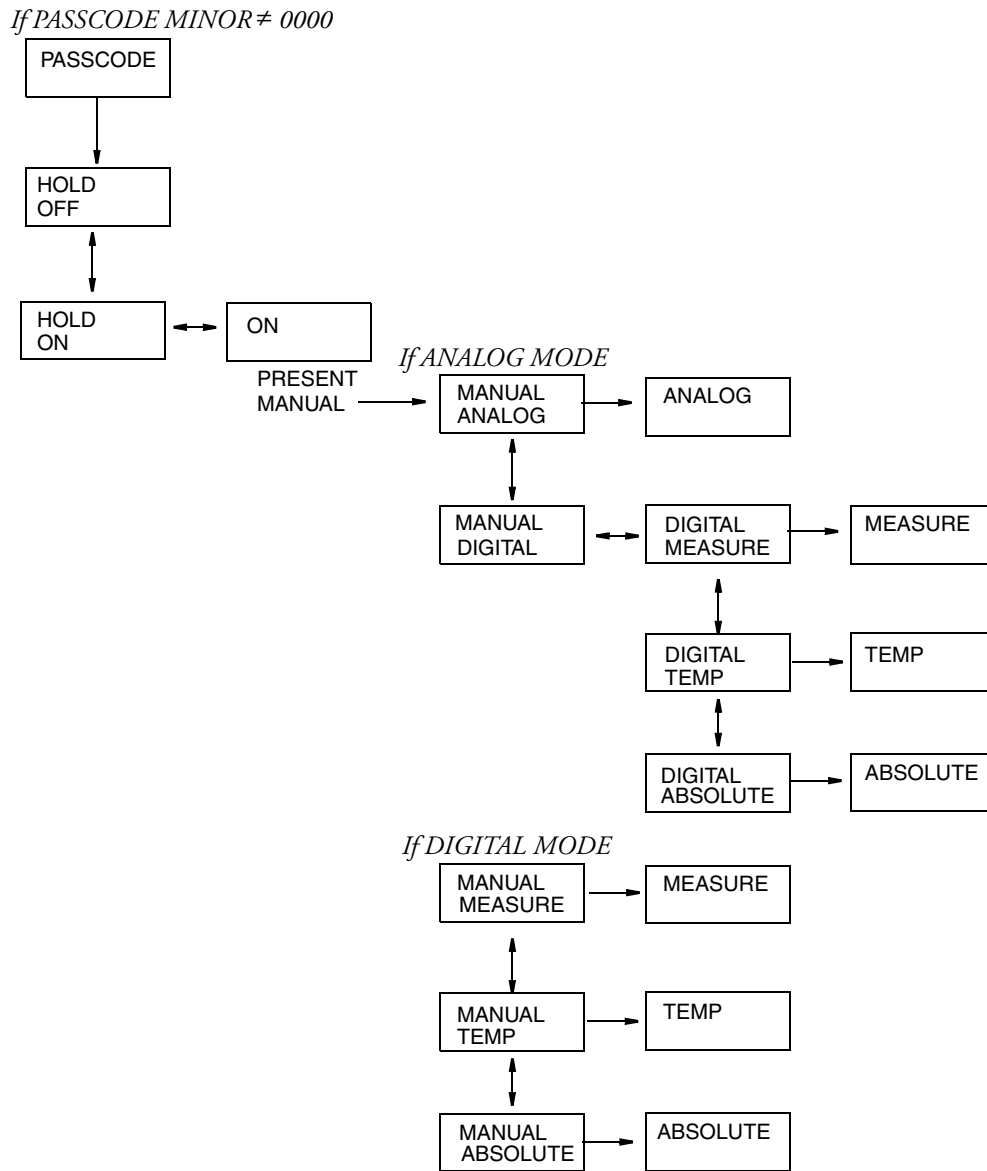 If PASSCODE MINOR ≠ 0000
PASSCODE
HOLD
OFF
HOLD
ON
ON
PRESENT
MANUAL
If ANALOG MODE
MANUAL
ANALOG
ANALOG
MANUAL
DIGITAL
DIGITAL
MEASURE
MEASURE
DIGITAL
TEMP
TEMP
DIGITAL
ABSOLUTE
ABSOLUTE
If DIGITAL MODE
MANUAL
MEASURE
MEASURE
MANUAL
TEMP
TEMP
MANUAL
ABSOLUTE
ABSOLUTE